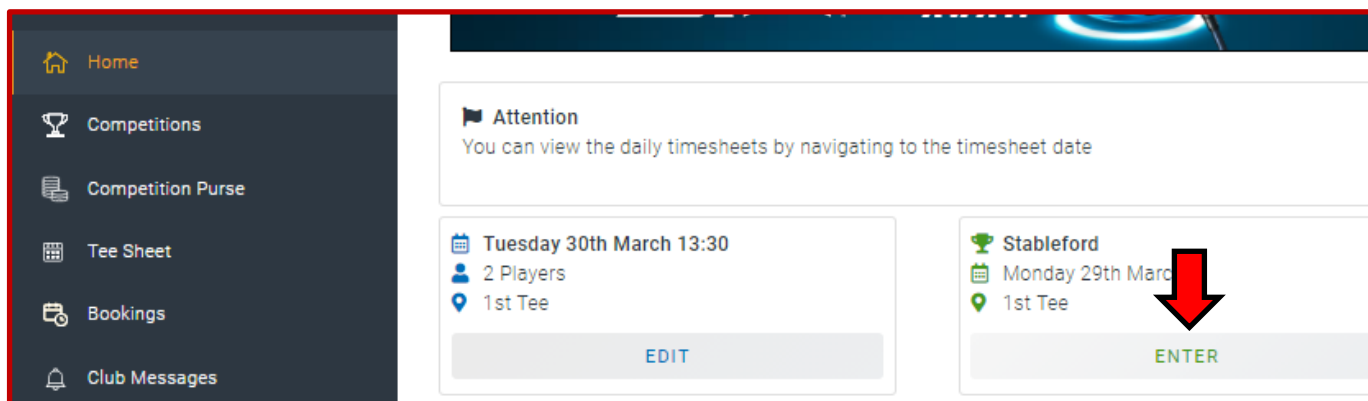 Home
Competitions
Competition Purse
Tee Sheet
Bookings
Club Messages
Attention
You can view the daily timesheets by navigating to the timesheet date
Tuesday 30th March 13:30
2 Players
1st Tee
EDIT
Stableford
Monday 29th Marc
1st Tee
ENTER